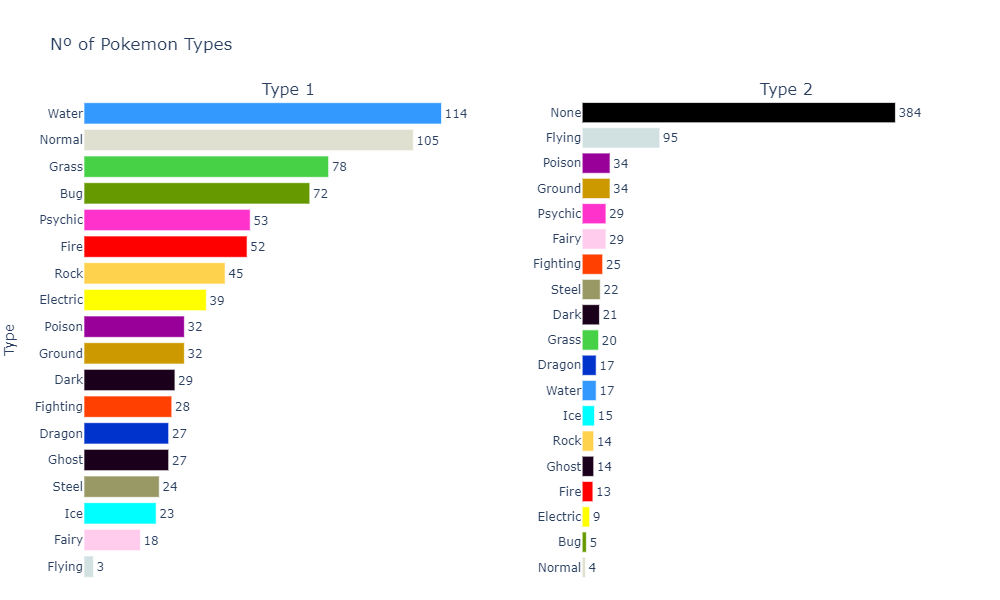 Nº of Pokemon Types
Type 1
Water 114
Normal 105
Grass 78
Bug 72
Psychic 53
Fire 52
Rock 45
Electric 39
Poison 32
Ground 32
Dark 29
Fighting 28
Dragon 27
Ghost 27
Steel 24
Ice 23
Fairy 18
Flying 3
Type
Type 2
None 384
Flying 95
Poison 34
Ground 34
Psychic 29
Fairy 29
Fighting 25
Steel 22
Dark 21
Grass 20
Dragon 17
Water 17
Ice 15
Rock 14
Ghost 14
Fire 13
Electric 9
Bug 5
Normal 4